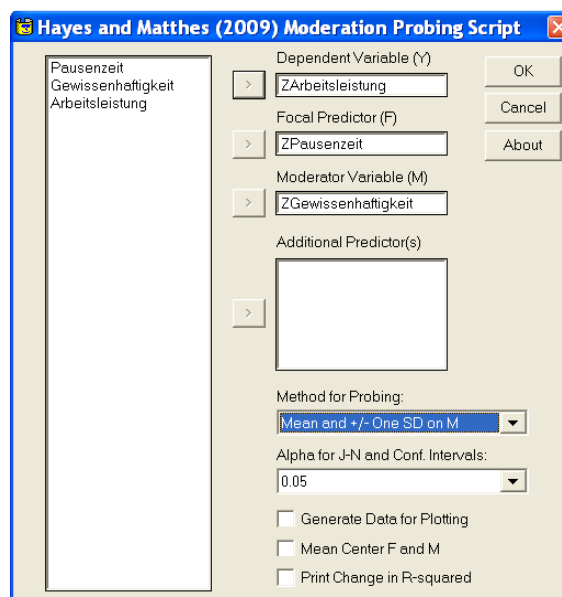 Hayes and Matthes (2009) Moderation Probing Script
Pausenzeit
Gewissenhaftigkeit
Arbeitsleistung
Dependent Variable (Y)
>
ZArbeitsleistung
OK
Focal Predictor (F)
>
ZPausenzeit
Cancel
Moderator Variable (M)
>
ZGewissenhaftigkeit
About
Additional Predictor(s)
>
Method for Probing:
Mean and +/- One SD on M
Alpha for J-N and Conf. Intervals:
0.05
Generate Data for Plotting
Mean Center F and M
Print Change in R-squared